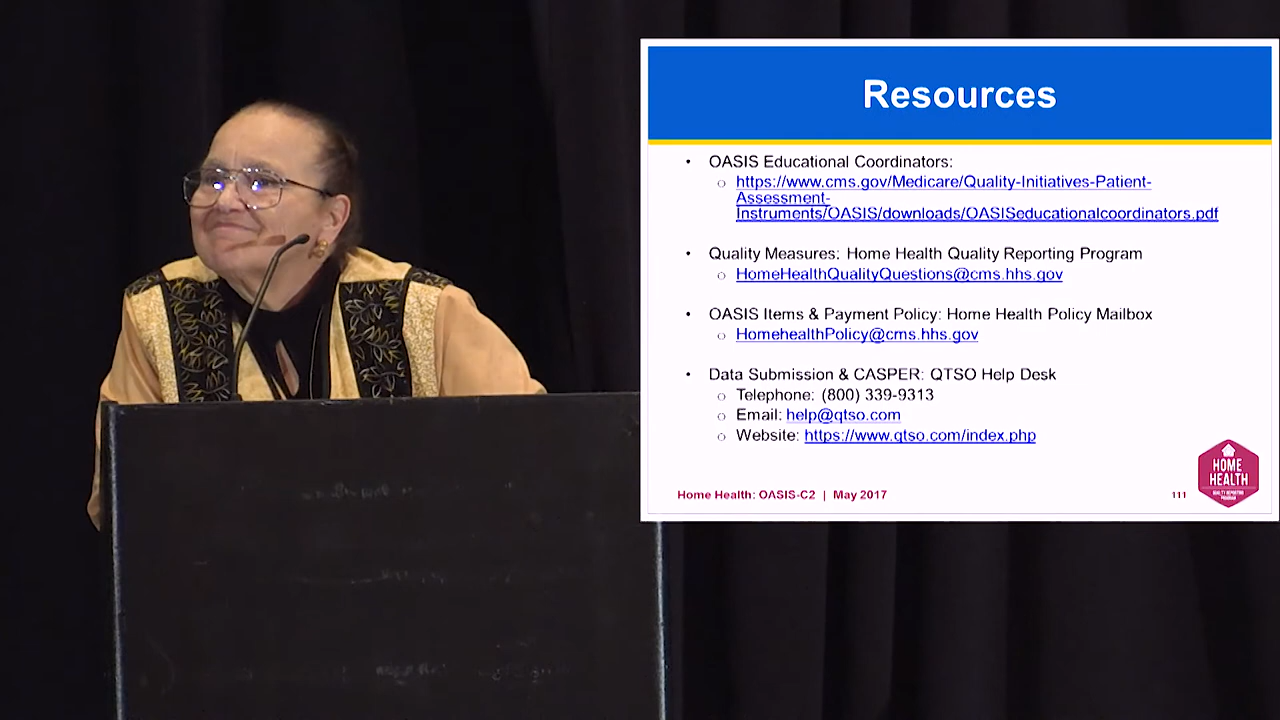 Resources
• OASIS Educational Coordinators:
○ https://www.cms.gov/Medicare/Quality-Initiatives-Patient-
Assessment-
Instruments/OASIS/downloads/OASISeducationalcoordinators.pdf
• Quality Measures: Home Health Quality Reporting Program
○ HomeHealthQualityQuestions@cms.hhs.gov
• OASIS Items & Payment Policy: Home Health Policy Mailbox
○ HomehealthPolicy@cms.hhs.gov
• Data Submission & CASPER: QTSO Help Desk
○ Telephone: (800) 339-9313
○ Email: help@qtso.com
○ Website: https://www.qtso.com/index.php
HOME
HEALTH
QUALITY REPORTING
PROGRAM
Home Health: OASIS-C2 | May 2017
111